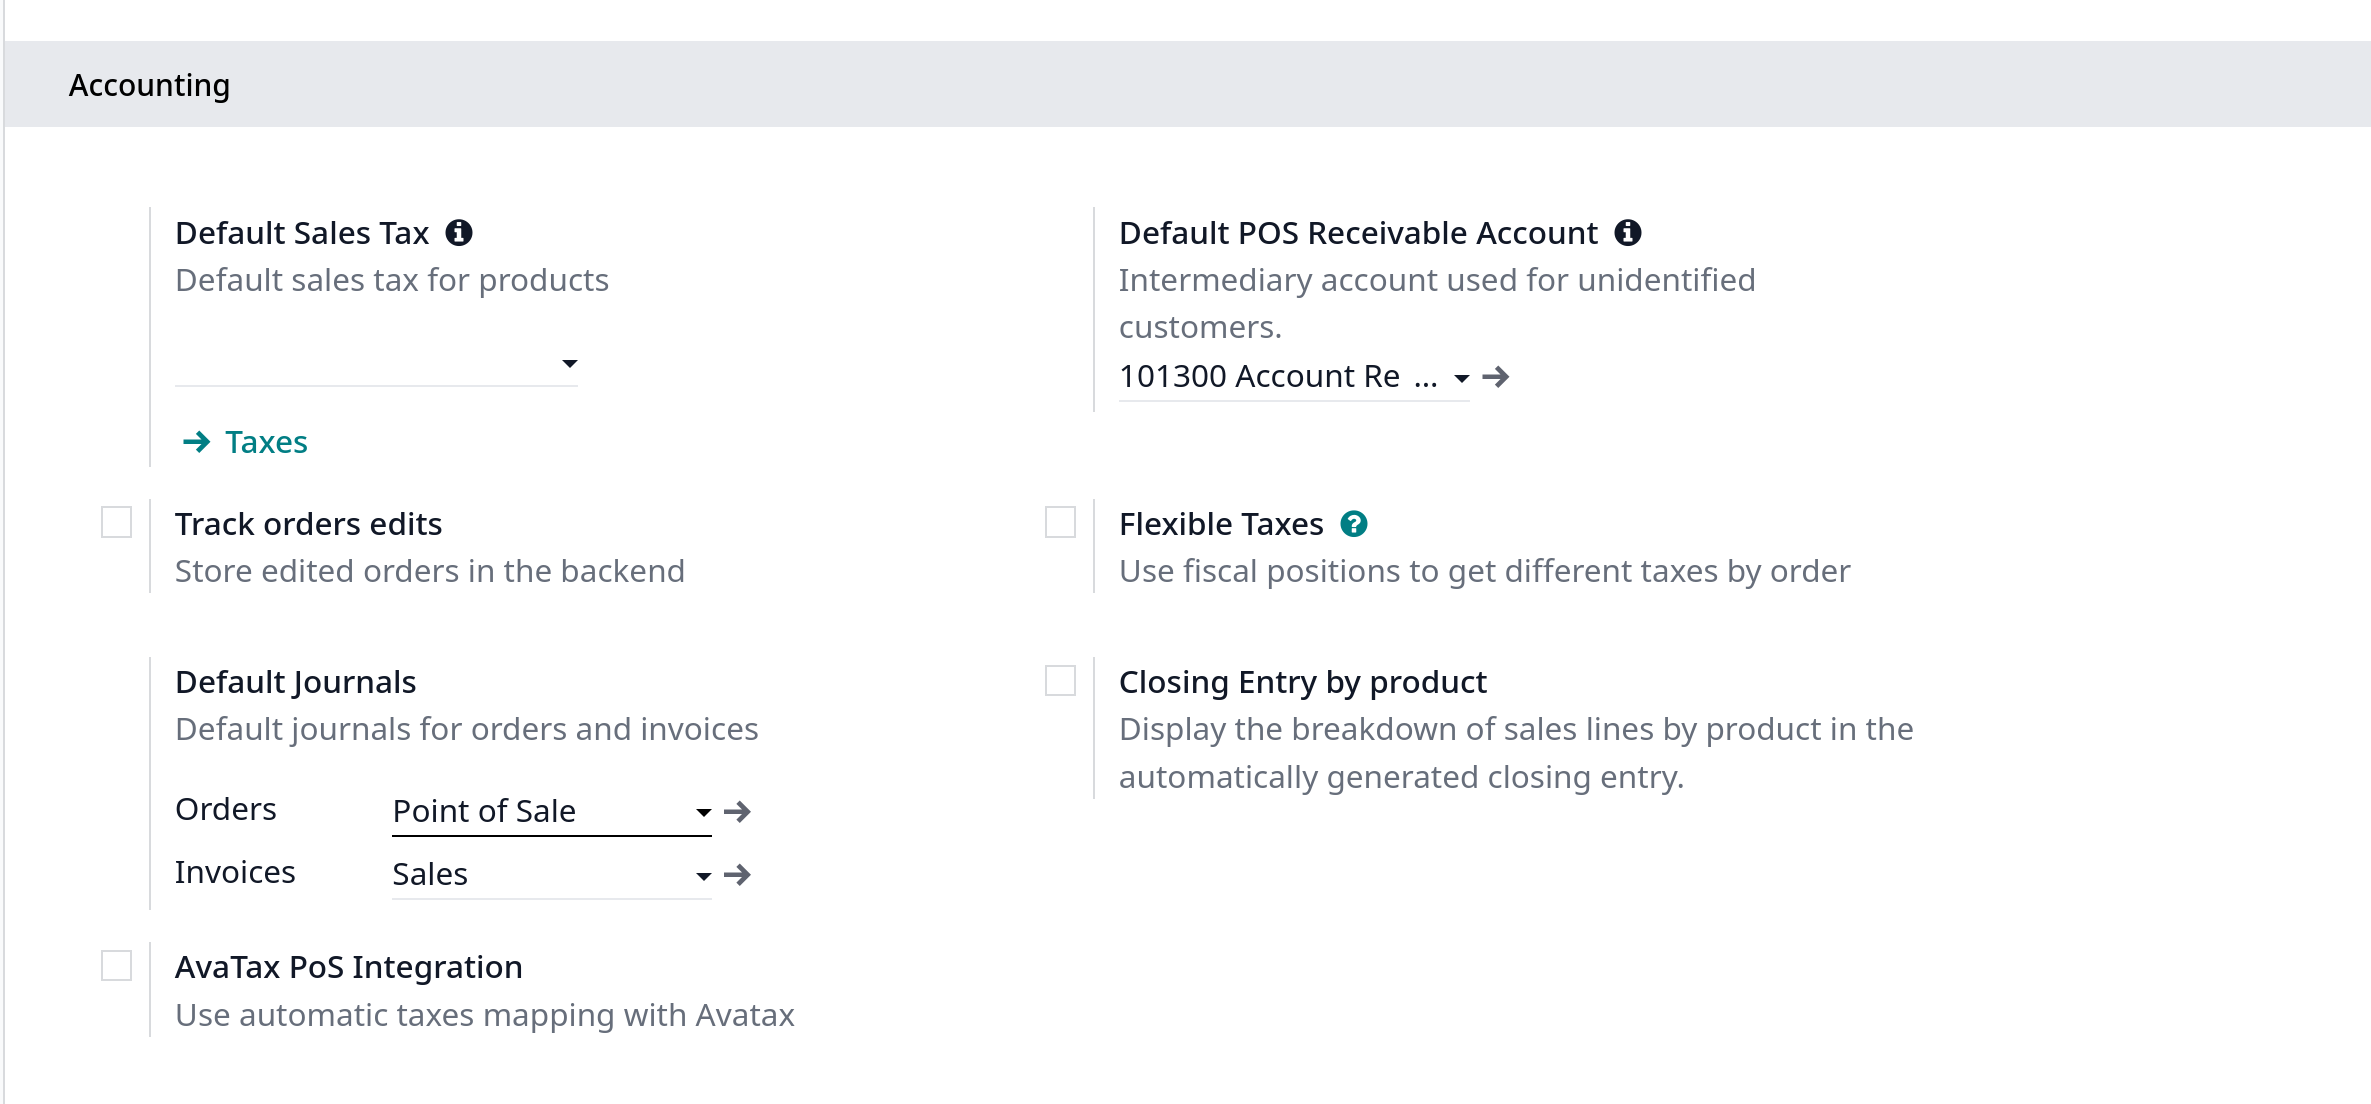 Accounting
Default Sales Tax
Default sales tax for products
Taxes
Default POS Receivable Account
Intermediary account used for unidentified
customers.
101300 Account Re ...
Track orders edits
Store edited orders in the backend
Flexible Taxes
Use fiscal positions to get different taxes by order
Default Journals
Default journals for orders and invoices
Orders Point of Sale
Invoices Sales
Closing Entry by product
Display the breakdown of sales lines by product in the
automatically generated closing entry.
AvaTax PoS Integration
Use automatic taxes mapping with Avatax